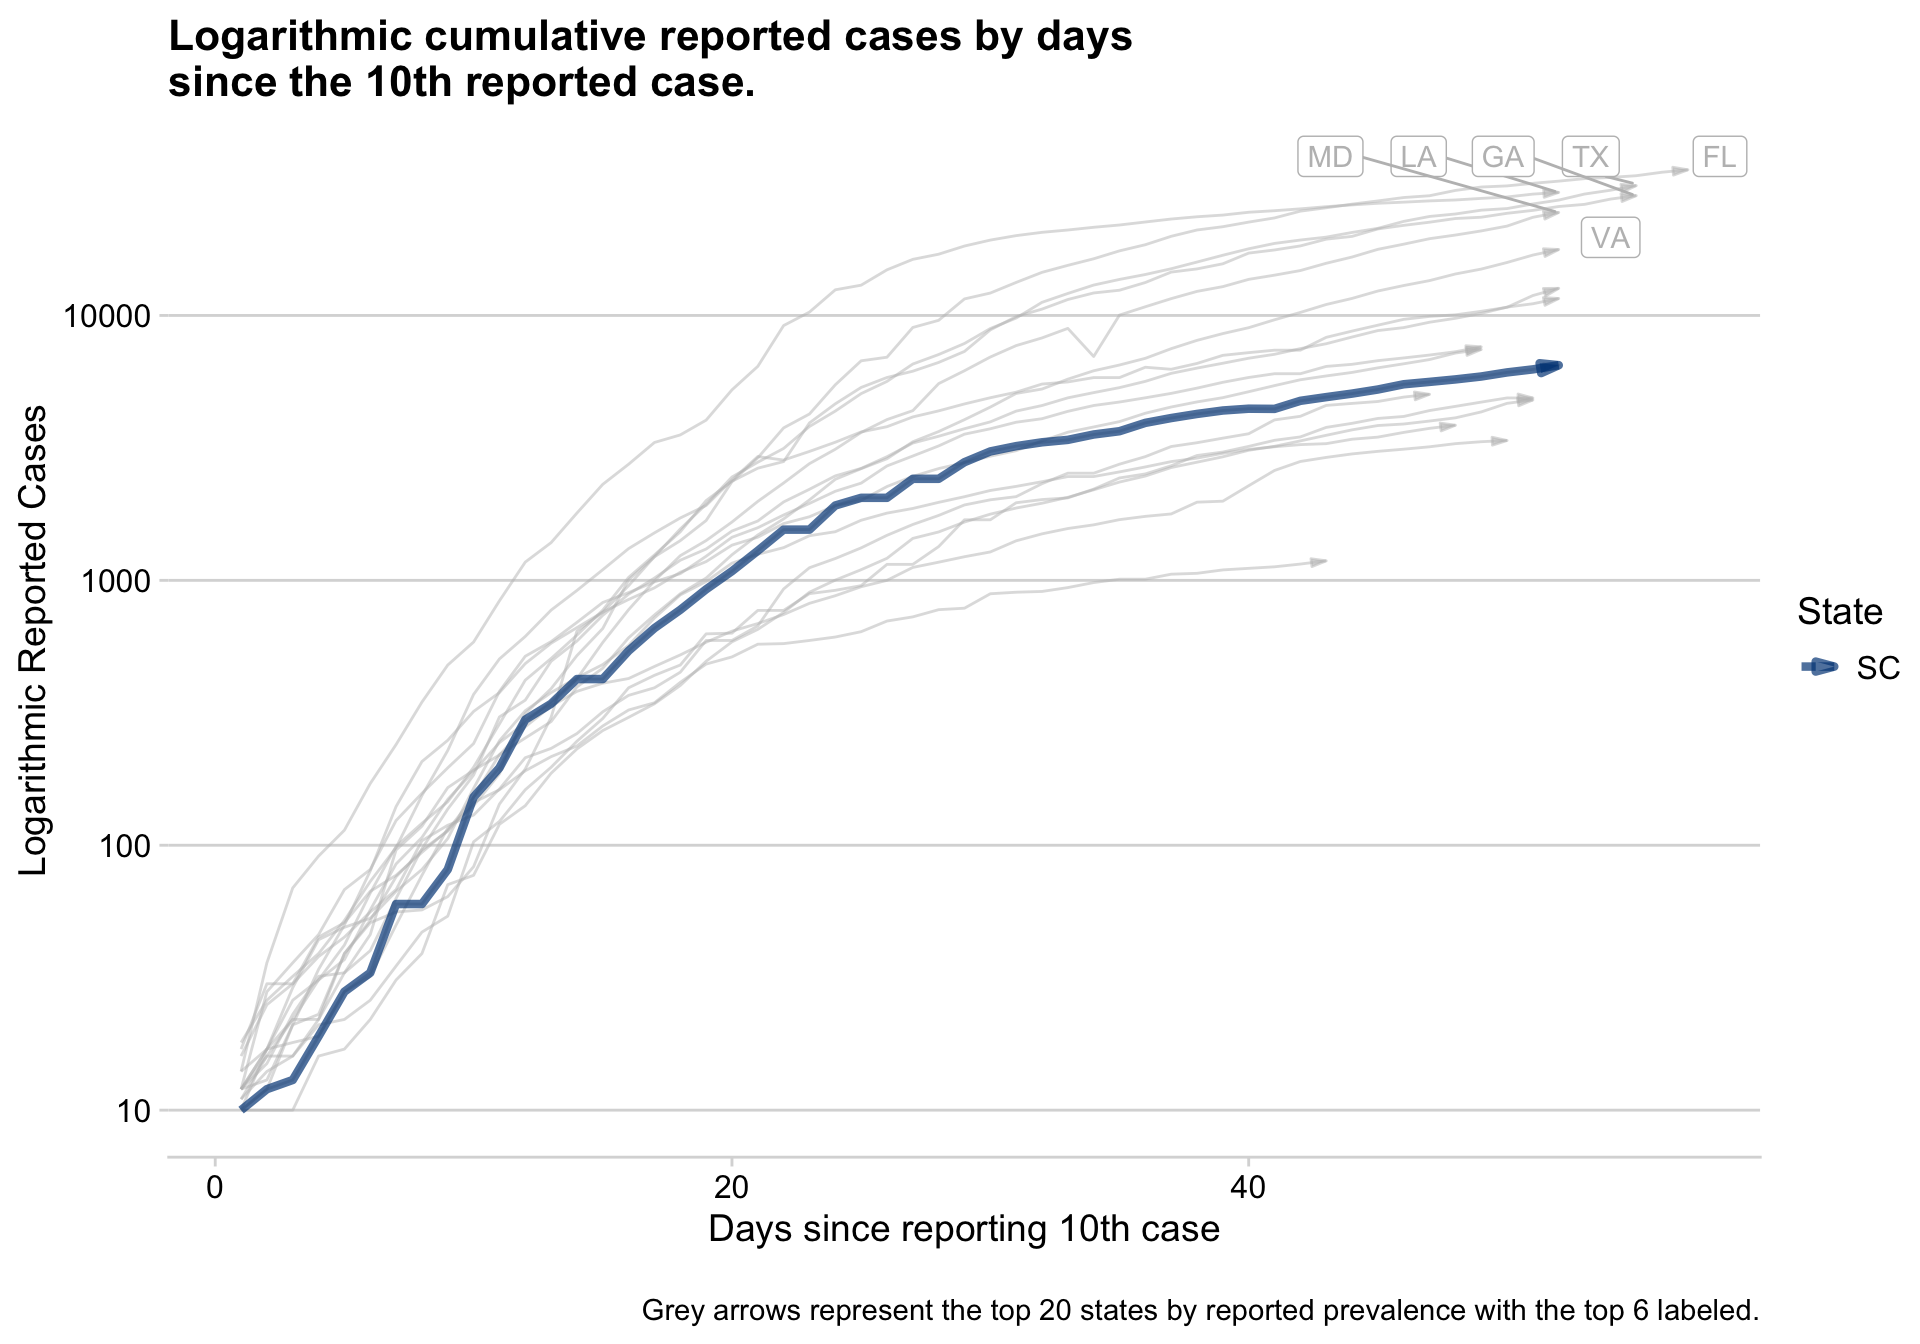 Logarithmic cumulative reported cases by days
since the 10th reported case.
MD
LA
GA
TX
FL
VA
10000
1000
100
10
Logarithmic Reported Cases
State
SC
0
20
40
Days since reporting 10th case
Grey arrows represent the top 20 states by reported prevalence with the top 6 labeled.